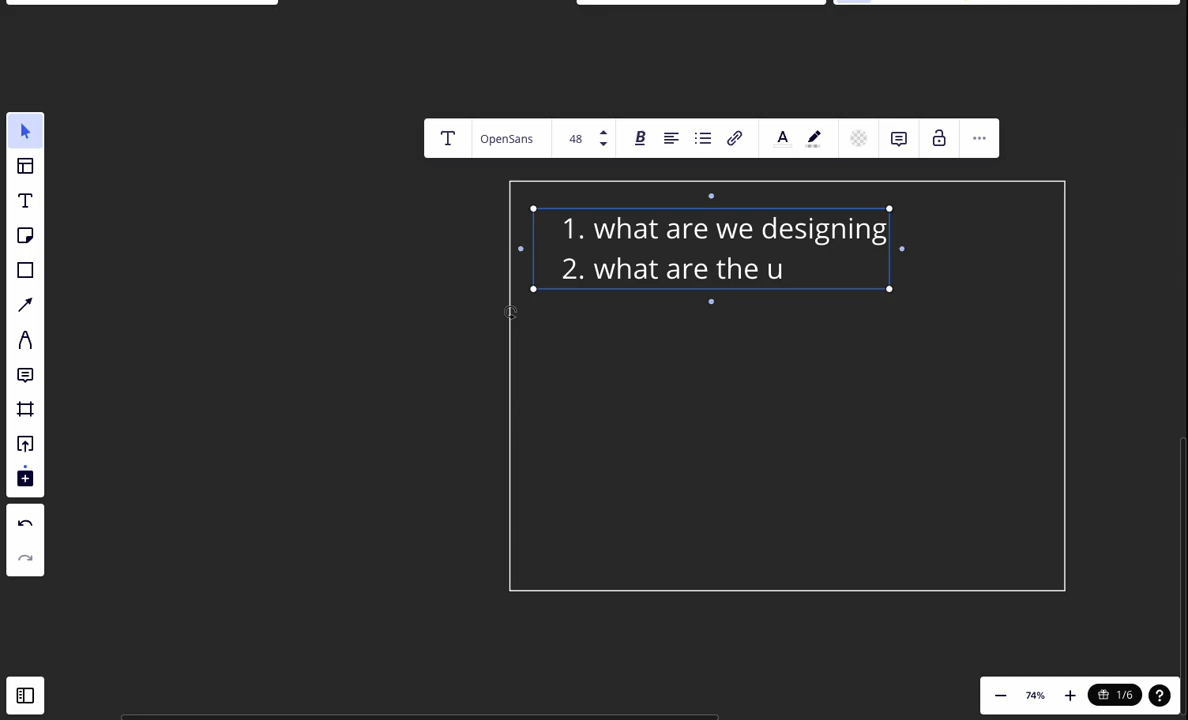 OpenSans
48
B
A
1. what are we designing
2. what are the u
74%
1/6
?